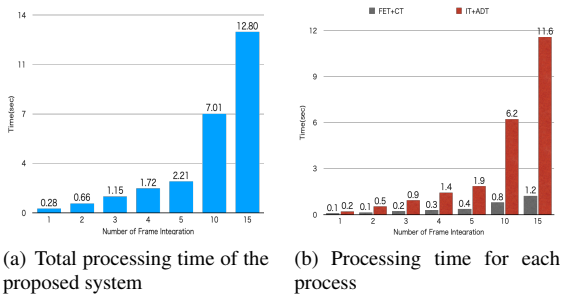 14
11
7
4
0
Time(sec)
0.28 0.66 1.15 1.72 2.21 7.01 12.80
1 2 3 4 5 10 15
Number of Frame Integration
(a) Total processing time of the
proposed system
FET+CT IT+ADT
12
9
6
3
0
Time(sec)
0.1 0.2 0.1 0.5 0.2 0.9 0.3 1.4 0.4 1.9 0.8 6.2 1.2 11.6
1 2 3 4 5 10 15
Number of Frame Integration
(b) Processing time for each
process